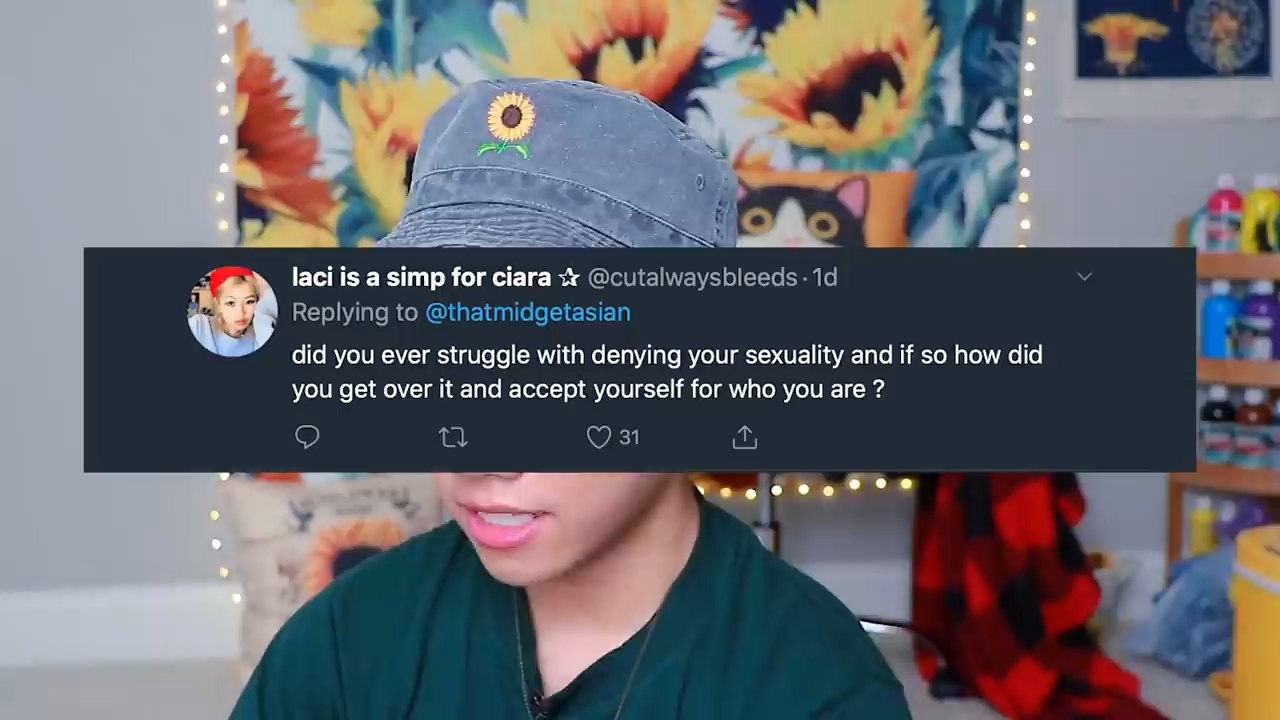 laci is a simp for ciara ☆ @cutalwaysbleeds · 1d
Replying to @thatmidgetasian
did you ever struggle with denying your sexuality and if so how did
you get over it and accept yourself for who you are ?
31